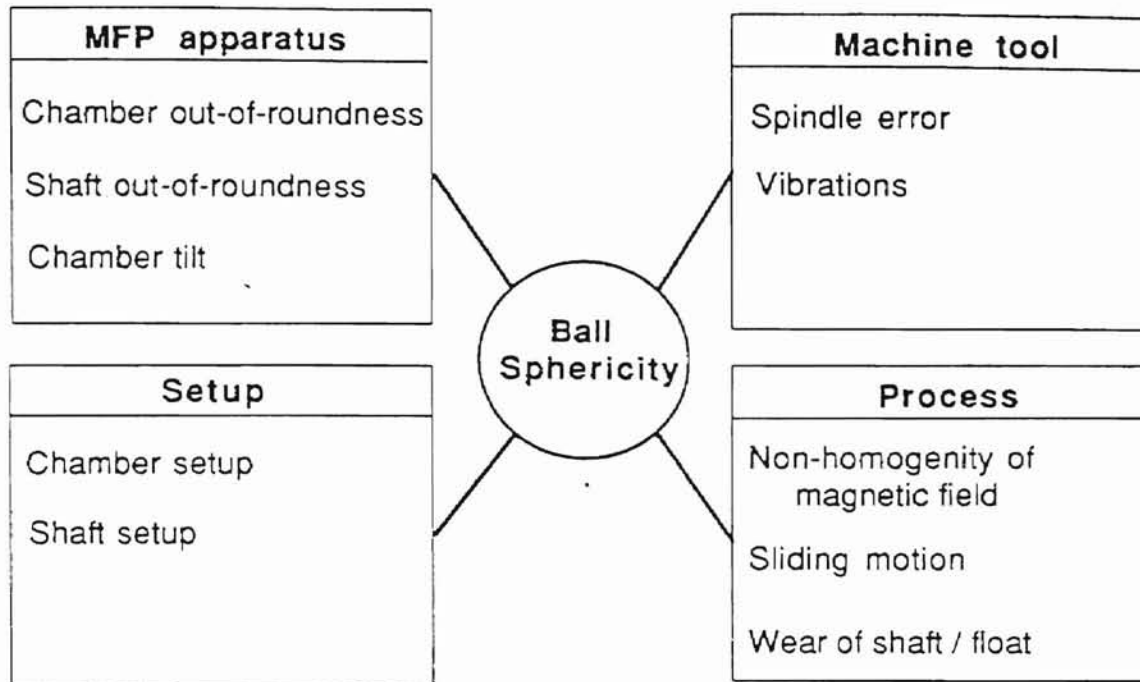 MFP apparatus
Chamber out-of-roundness
Shaft out-of-roundness
Chamber tilt
Machine tool
Spindle error
Vibrations
Ball
Sphericity
Setup
Chamber setup
Shaft setup
Process
Non-homogenity of
magnetic field
Sliding motion
Wear of shaft / float